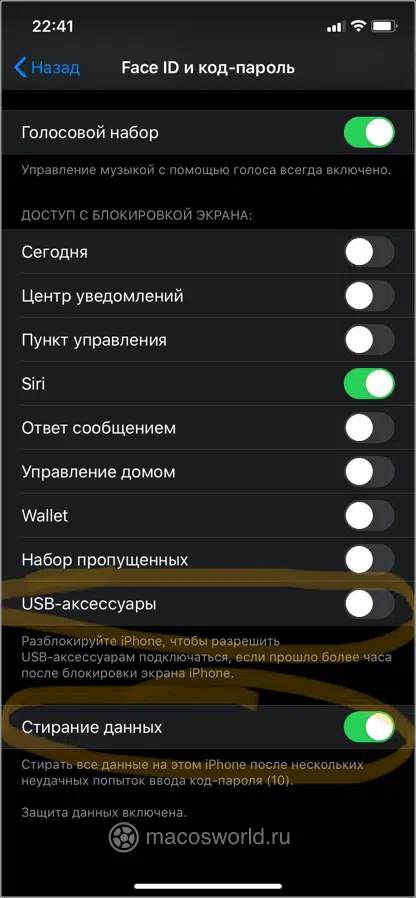 22:41
Назад
Face ID и код-пароль
Голосовой набор
Управление музыкой с помощью голоса всегда включено.
ДОСТУП С БЛОКИРОВКОЙ ЭКРАНА:
Сегодня
Центр уведомлений
Пункт управления
Siri
Ответ сообщением
Управление домом
Wallet
Набор пропущенных
USB-аксессуары
Разблокируйте iPhone, чтобы разрешить
USB-аксессуарам подключаться, если прошло более часа
после блокировки экрана iPhone.
Стирание данных
Стирать все данные на этом iPhone после нескольких
неудачных попыток ввода код-пароля (10).
Защита данных включена.
macosworld.ru